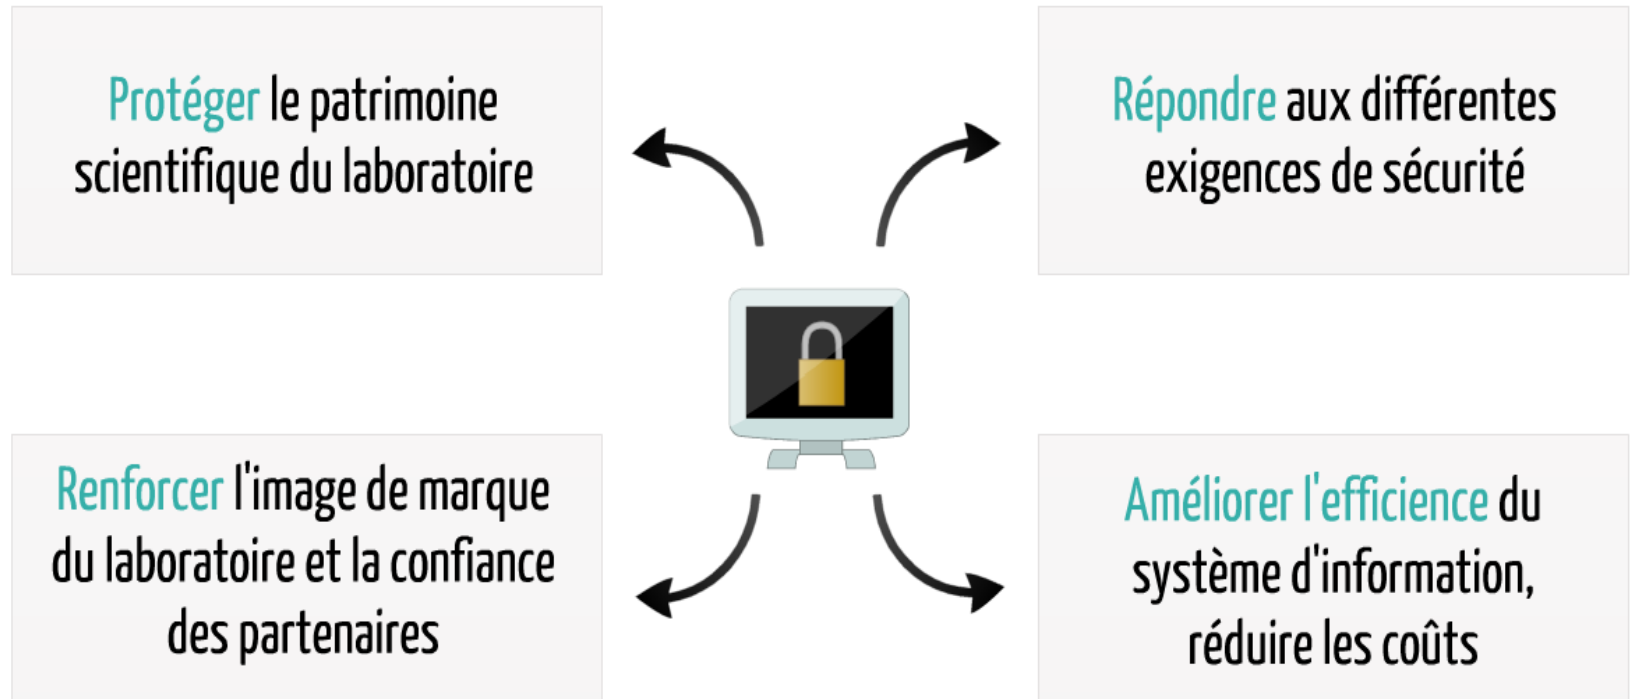 Protéger le patrimoine
scientifique du laboratoire
Répondre aux différentes
exigences de sécurité
Renforcer l'image de marque
du laboratoire et la confiance
des partenaires
Améliorer l'efficience du
système d'information,
réduire les coûts